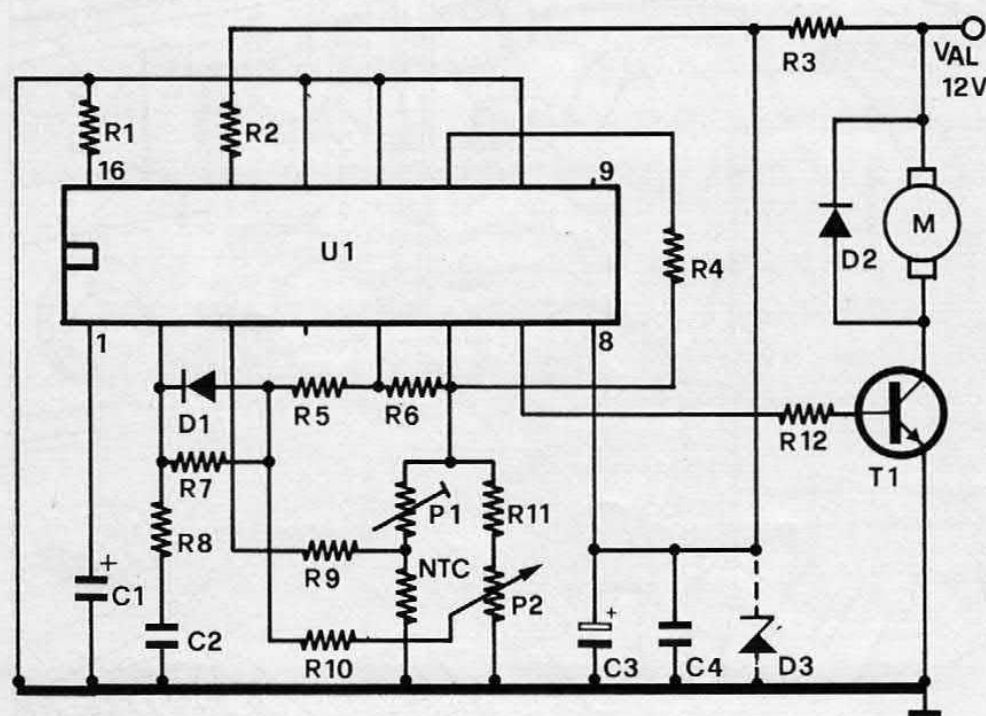 R3
VAL
12V
R1
R2
16
9
U1
R4
D2
M
1
8
D1
R5
R6
R7
R12
T1
P1
R11
R8
R9
NTC
P2
+
C1
C2
R10
+
C3
C4
D3